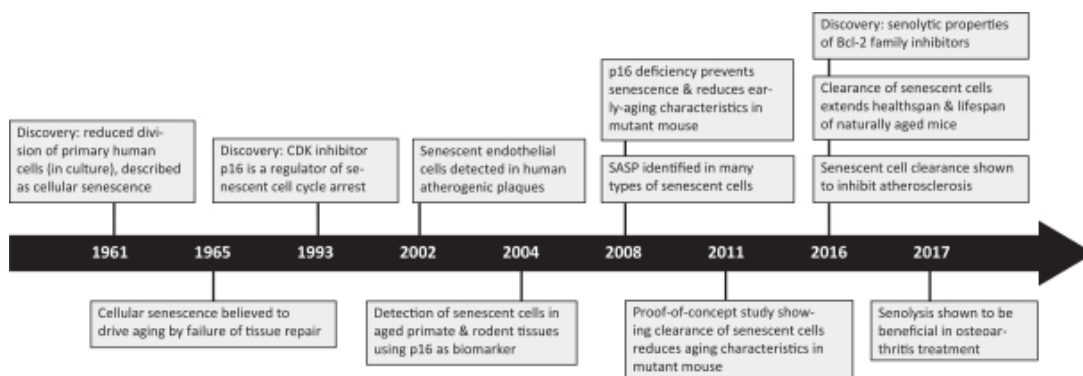 Discovery: senolytic properties
of Bcl-2 family inhibitors
p16 deficiency prevents
senescence & reduces ear-
ly-aging characteristics in
mutant mouse
Clearance of senescent cells
extends healthspan & lifespan
of naturally aged mice
Discovery: reduced divi-
sion of primary human
cells (in culture), described
as cellular senescence
Discovery: CDK inhibitor
p16 is a regulator of se-
nescent cell cycle arrest
Senescent endothelial
cells detected in human
atherogenic plaques
SASP identified in many
types of senescent cells
Senescent cell clearance shown
to inhibit atherosclerosis
1961 1965 1993 2002 2004 2008 2011 2016 2017
Cellular senescence believed to
drive aging by failure of tissue repair
Detection of senescent cells in
aged primate & rodent tissues
using p16 as biomarker
Proof-of-concept study show-
ing clearance of senescent cells
reduces aging characteristics in
mutant mouse
Senolysis shown to be
beneficial in osteoar-
thritis treatment